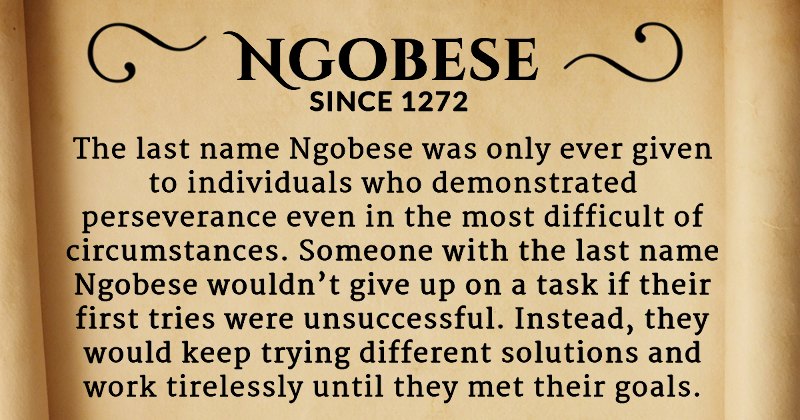 NGOBESE
SINCE 1272
The last name Ngobese was only ever given
to individuals who demonstrated
perseverance even in the most difficult of
circumstances. Someone with the last name
Ngobese wouldn’t give up on a task if their
first tries were unsuccessful. Instead, they
would keep trying different solutions and
work tirelessly until they met their goals.